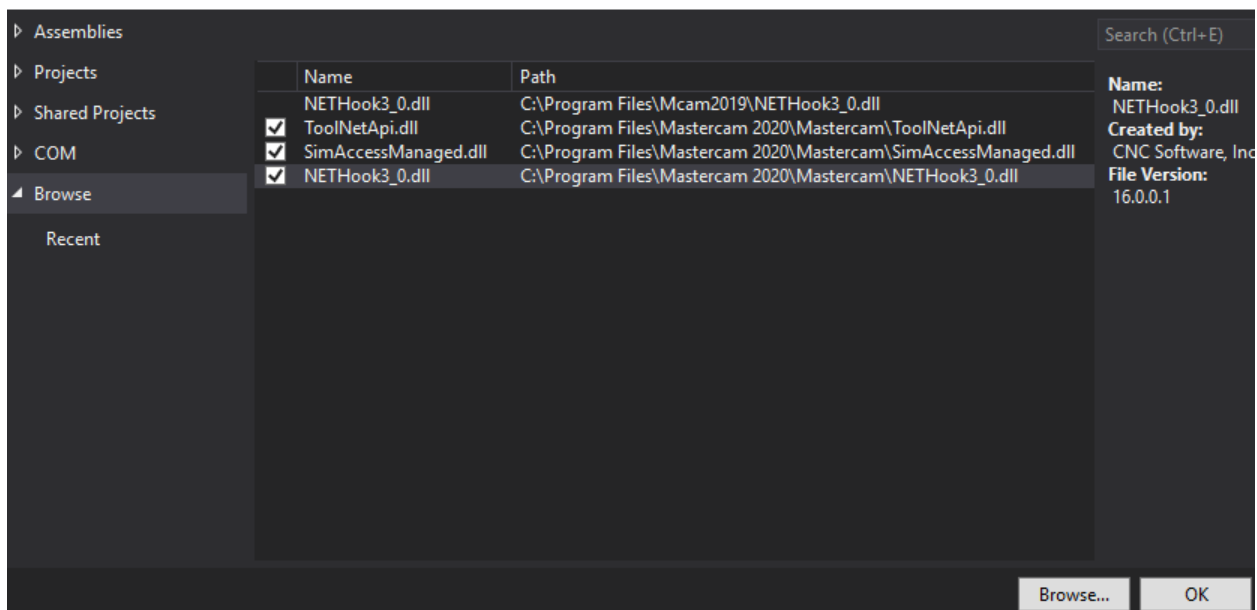 Assemblies
Projects
Shared Projects
COM
Browse
Recent
Name Path
NETHook3_0.dll C:\Program Files\Mcam2019\NETHook3_0.dll
ToolNetApi.dll C:\Program Files\Mastercam 2020\Mastercam\ToolNetApi.dll
SimAccessManaged.dll C:\Program Files\Mastercam 2020\Mastercam\SimAccessManaged.dll
NETHook3_0.dll C:\Program Files\Mastercam 2020\Mastercam\NETHook3_0.dll
Search (Ctrl+E)
Name:
NETHook3_0.dll
Created by:
CNC Software, Inc
File Version:
16.0.0.1
Browse... OK